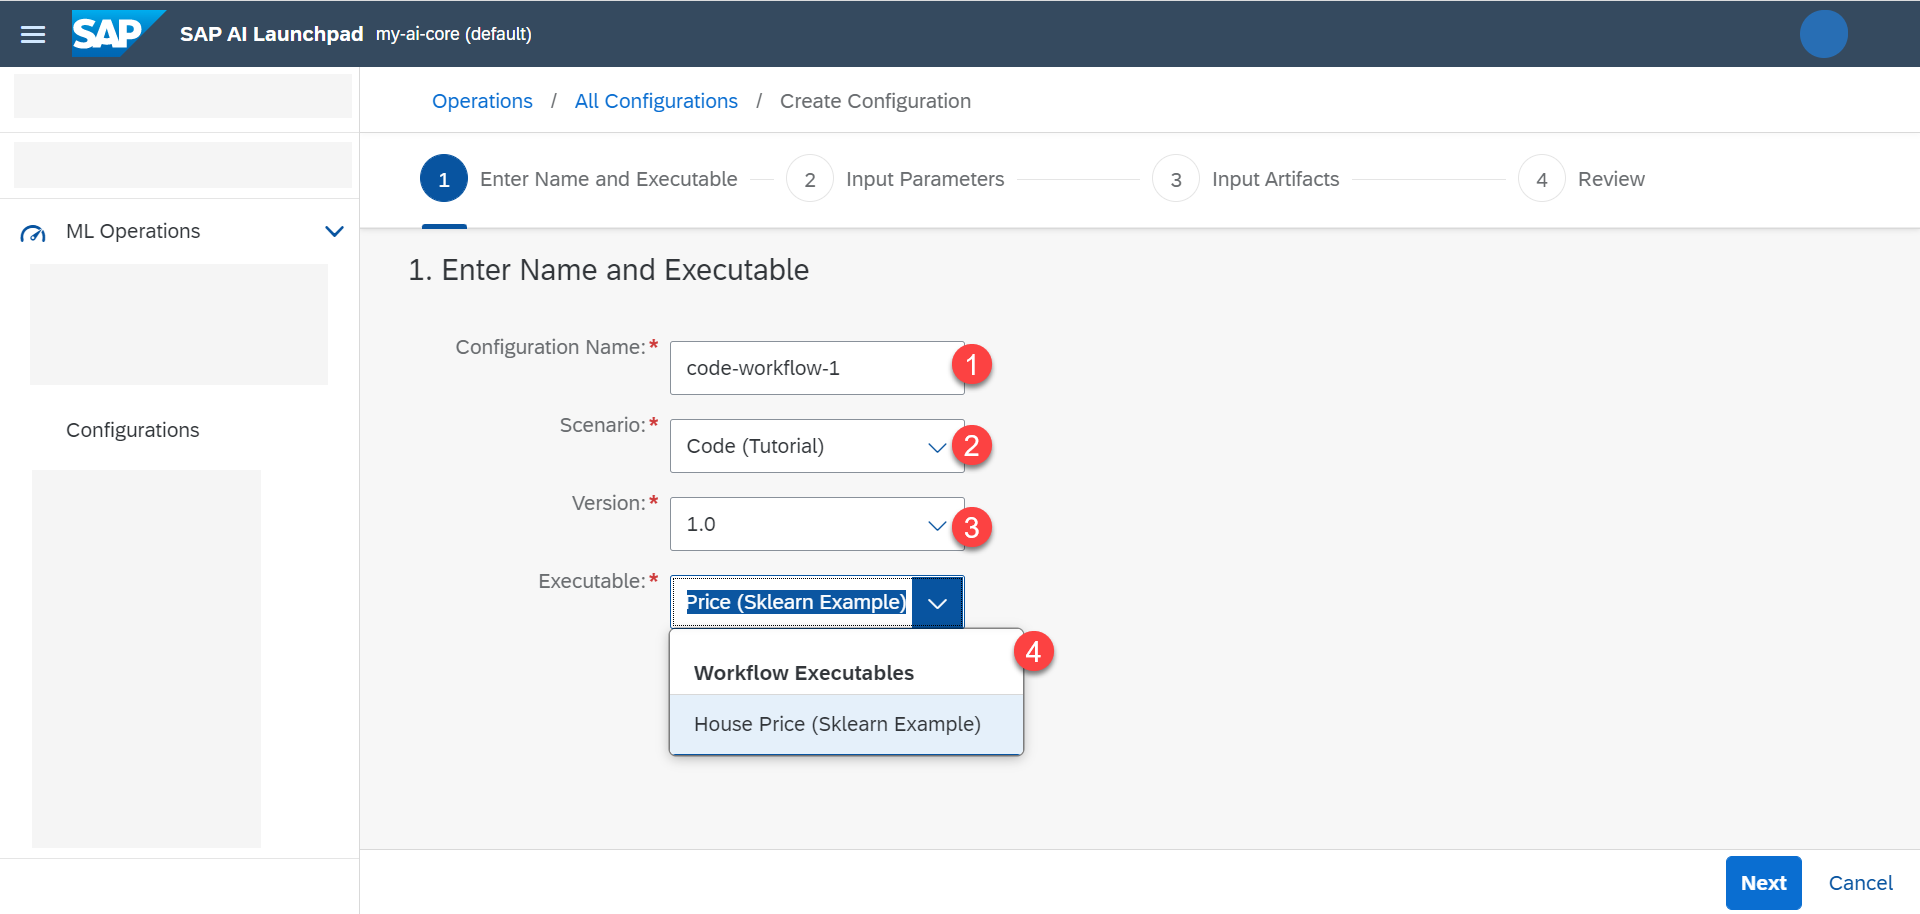 SAP SAP AI Launchpad my-ai-core (default)
Operations / All Configurations / Create Configuration
1 Enter Name and Executable 2 Input Parameters 3 Input Artifacts 4 Review
ML Operations
Configurations
1. Enter Name and Executable
Configuration Name:* code-workflow-1 1
Scenario:* Code (Tutorial) 2
Version:* 1.0 3
Executable:* Price (Sklearn Example)
4
Workflow Executables
House Price (Sklearn Example)
Next Cancel